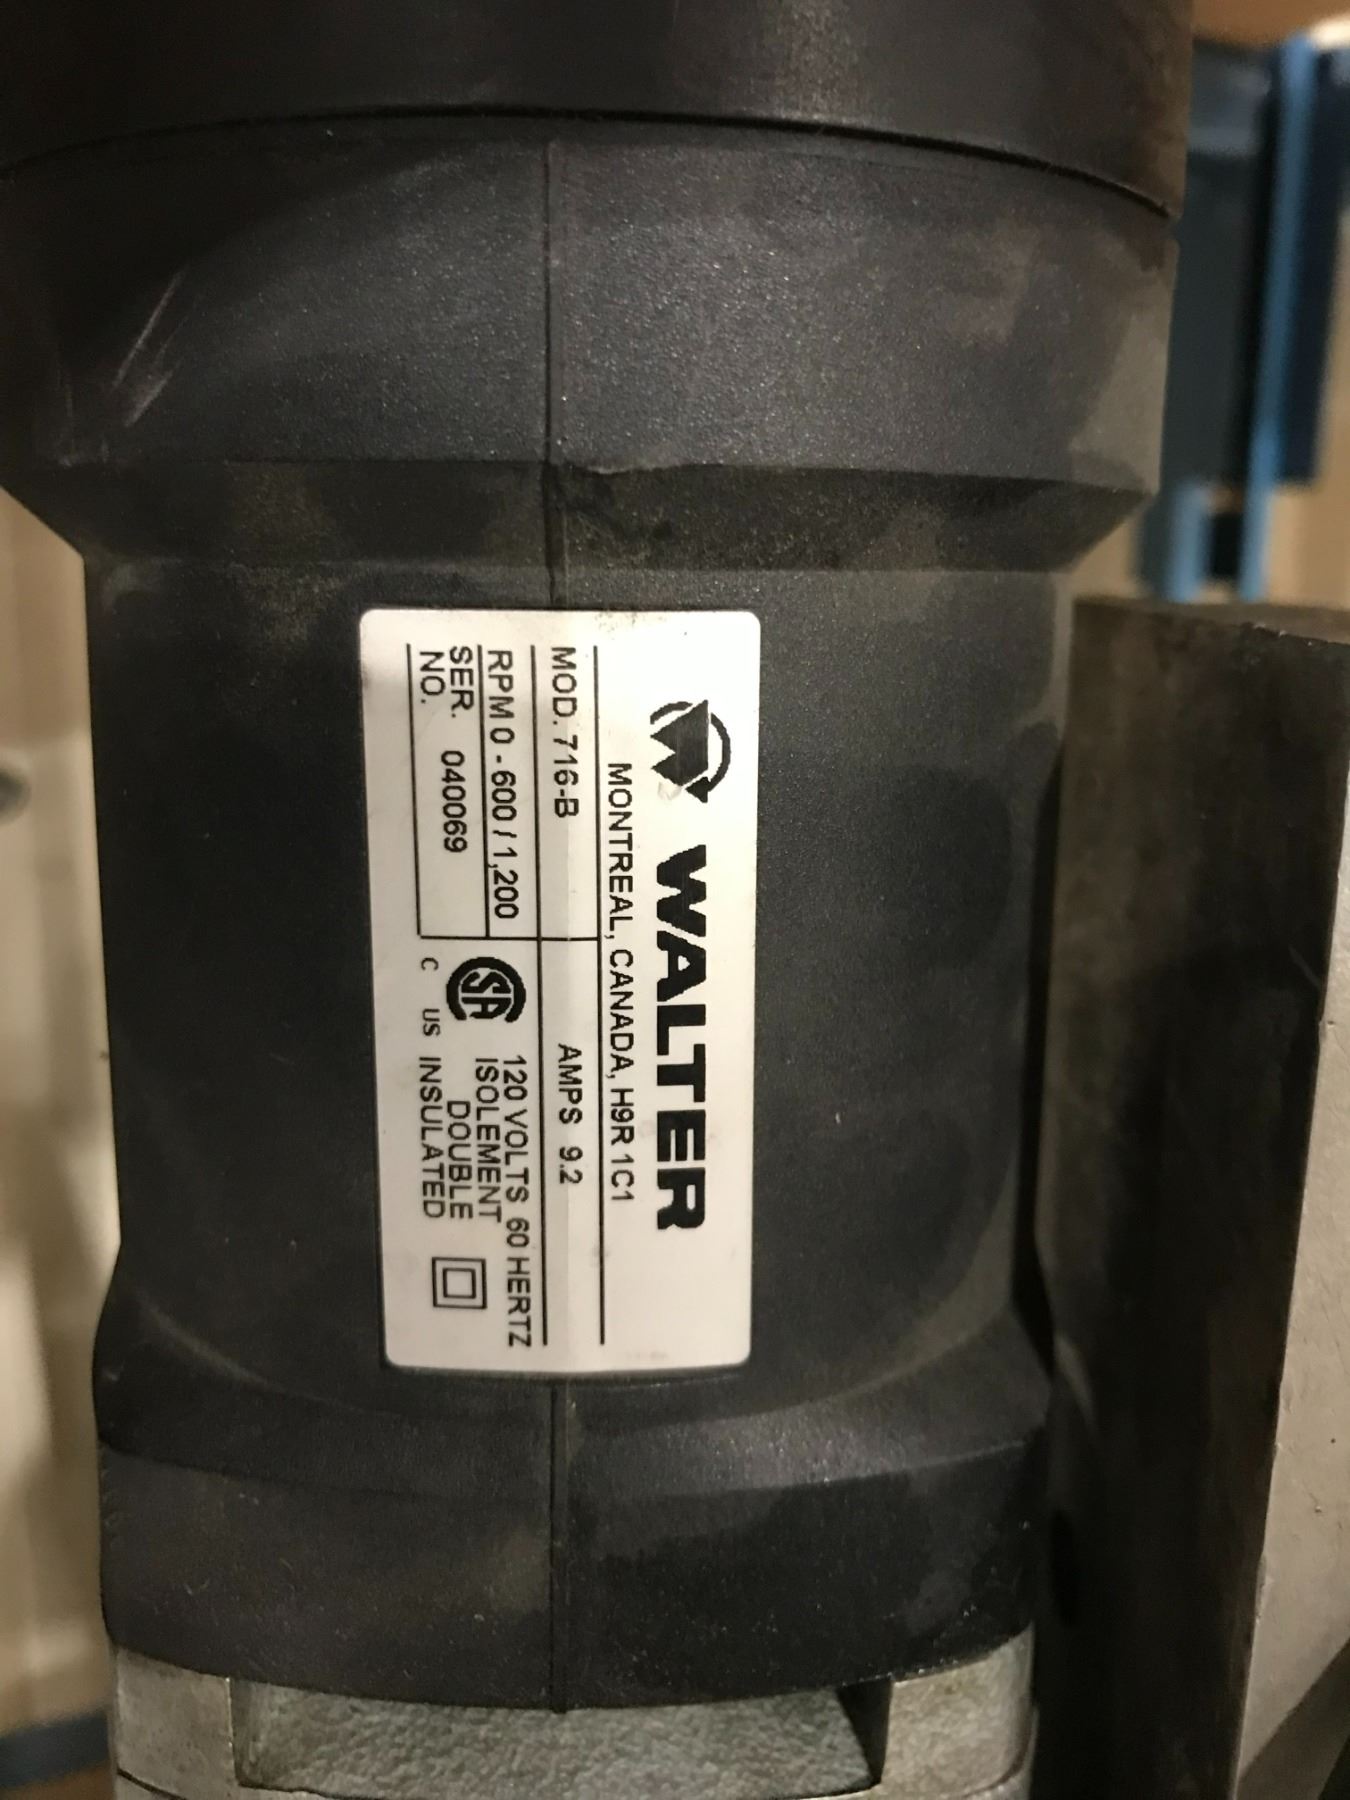 WALTER
MONTREAL, CANADA, H9R 1C1
MOD. 716-B
AMPS 9.2
RPM 0 - 600 / 1,200
SER. NO. 040069
CSA
C US
120 VOLTS 60 HERTZ
ISOLEMENT
DOUBLE
INSULATED